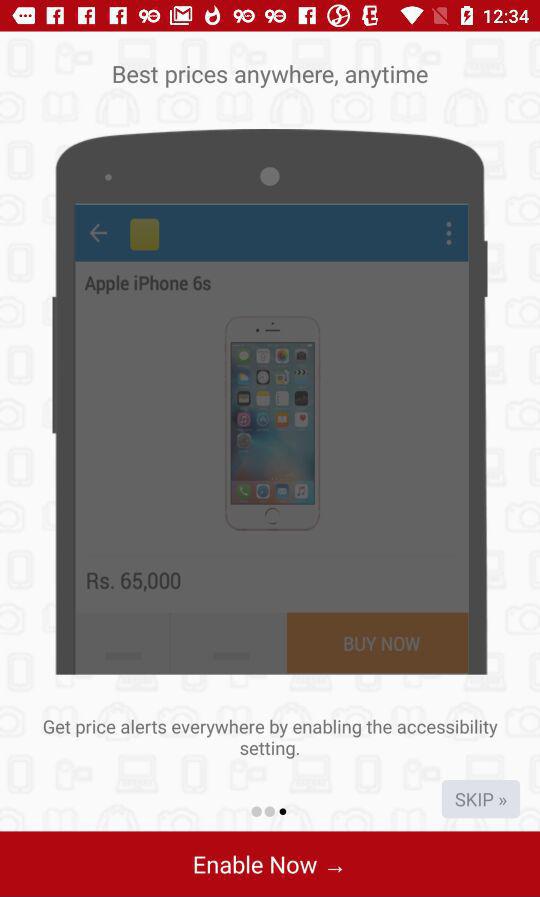 12:34
Best prices anywhere, anytime
Apple iPhone 6s
Rs. 65,000
BUY NOW
Get price alerts everywhere by enabling the accessibility
setting.
SKIP »
Enable Now →